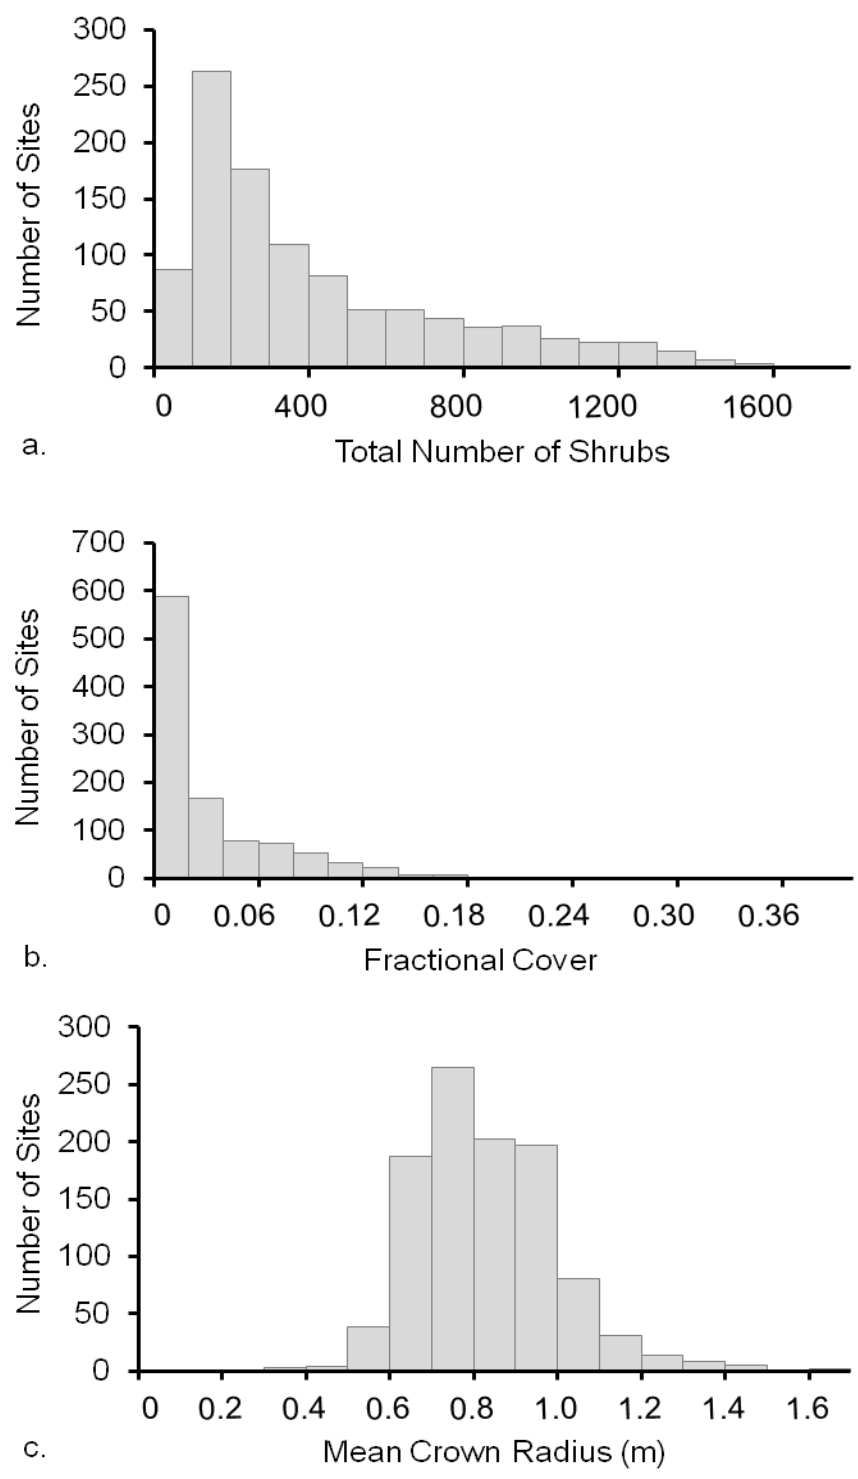 300
250
200
150
100
50
0
Number of Sites
0 400 800 1200 1600
Total Number of Shrubs
a.
700
600
500
400
300
200
100
0
Number of Sites
0 0.06 0.12 0.18 0.24 0.30 0.36
Fractional Cover
b.
300
250
200
150
100
50
0
Number of Sites
0 0.2 0.4 0.6 0.8 1.0 1.2 1.4 1.6
Mean Crown Radius (m)
c.